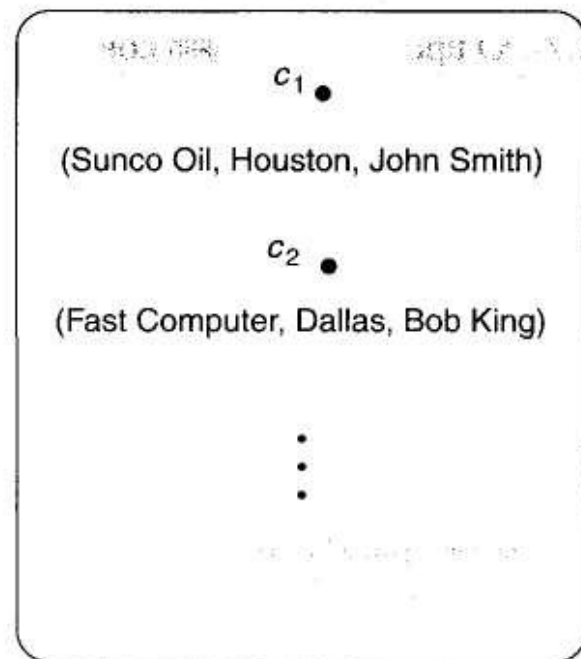 c₁
(Sunco Oil, Houston, John Smith)
c₂
(Fast Computer, Dallas, Bob King)